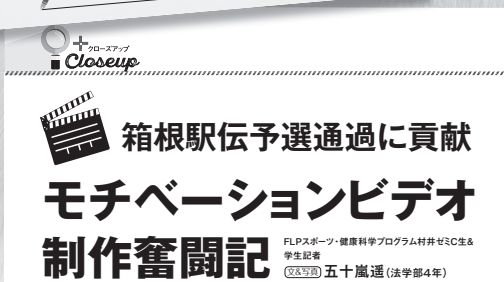 クローズアップ
Closeup
箱根駅伝予選通過に貢献
モチベーションビデオ
制作奮闘記
FLPスポーツ・健康科学プログラム村井ゼミC生&
学生記者
文&写真 五十嵐遥(法学部4年)